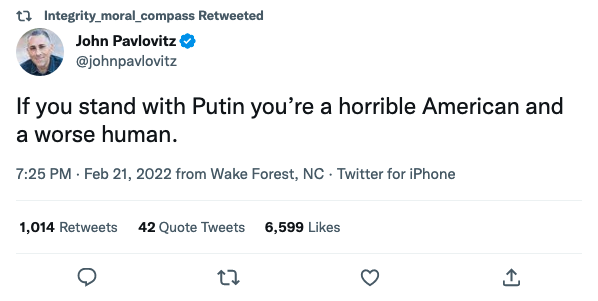 Integrity_moral_compass Retweeted
John Pavlovitz
@johnpavlovitz
If you stand with Putin you’re a horrible American and
a worse human.
7:25 PM · Feb 21, 2022 from Wake Forest, NC · Twitter for iPhone
1,014 Retweets 42 Quote Tweets 6,599 Likes